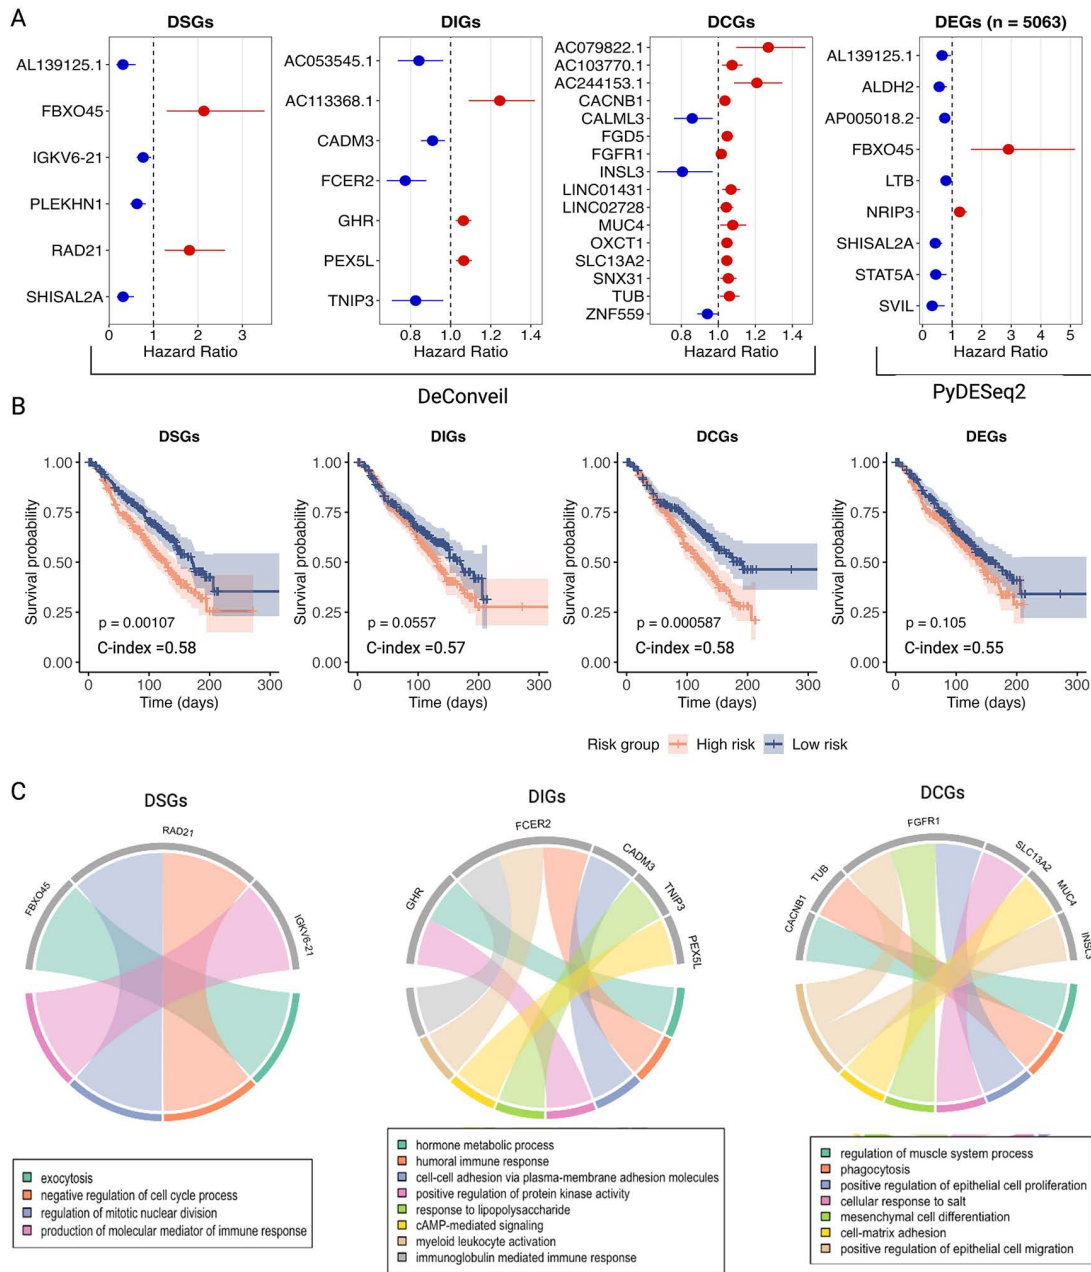 A
DSGs
AL139125.1
FBXO45
IGKV6-21
PLEKHN1
RAD21
SHISAL2A
0 1 2 3
Hazard Ratio
DIGs
AC053545.1
AC113368.1
CADM3
FCER2
GHR
PEX5L
TNIP3
0.8 1.0 1.2 1.4
Hazard Ratio
DCGs
AC079822.1
AC103770.1
AC244153.1
CACNB1
CALML3
FGD5
FGFR1
INSL3
LINC01431
LINC02728
MUC4
OXCT1
SLC13A2
SNX31
TUB
ZNF559
0.8 1.0 1.2 1.4
Hazard Ratio
DEGs (n = 5063)
AL139125.1
ALDH2
AP005018.2
FBXO45
LTB
NRIP3
SHISAL2A
STAT5A
SVIL
0 1 2 3 4 5
Hazard Ratio
DeConveil
PyDESeq2
B
DSGs
Survival probability
1.00
0.75
0.50
0.25
0.00
p = 0.00107
C-index =0.58
0 100 200 300
Time (days)
DIGs
Survival probability
1.00
0.75
0.50
0.25
0.00
p = 0.0557
C-index =0.57
0 100 200 300
Time (days)
DCGs
Survival probability
1.00
0.75
0.50
0.25
0.00
p = 0.000587
C-index =0.58
0 100 200 300
Time (days)
DEGs
Survival probability
1.00
0.75
0.50
0.25
0.00
p = 0.105
C-index =0.55
0 100 200 300
Time (days)
Risk group High risk Low risk
C
DSGs
FBXO45
RAD21
IGKV6-21
exocytosis
negative regulation of cell cycle process
regulation of mitotic nuclear division
production of molecular mediator of immune response
DIGs
GHR
FCER2
CADM3
TNIP3
PEX5L
hormone metabolic process
humoral immune response
cell-cell adhesion via plasma-membrane adhesion molecules
positive regulation of protein kinase activity
response to lipopolysaccharide
cAMP-mediated signaling
myeloid leukocyte activation
immunoglobulin mediated immune response
DCGs
CACNB1
TUB
FGFR1
SLC13A2
MUC4
INSL3
regulation of muscle system process
phagocytosis
positive regulation of epithelial cell proliferation
cellular response to salt
mesenchymal cell differentiation
cell-matrix adhesion
positive regulation of epithelial cell migration